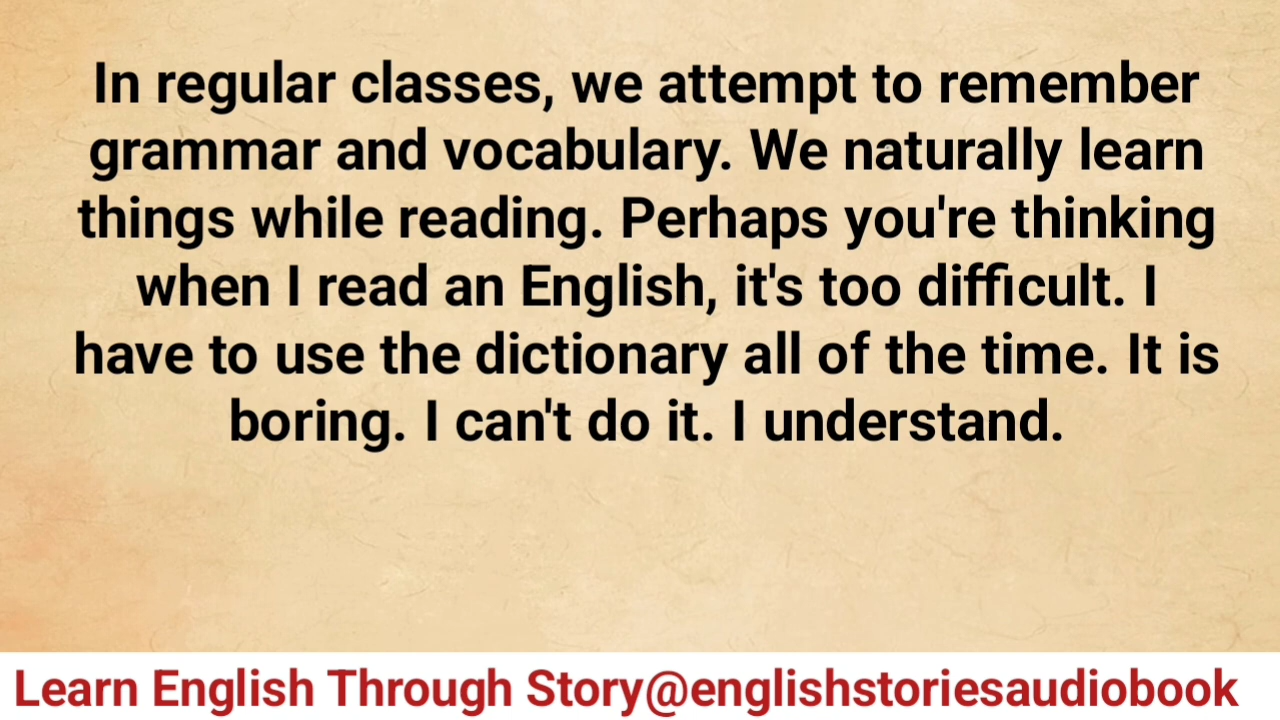 In regular classes, we attempt to remember
grammar and vocabulary. We naturally learn
things while reading. Perhaps you're thinking
when I read an English, it's too difficult. I
have to use the dictionary all of the time. It is
boring. I can't do it. I understand.
Learn English Through Story@englishstoriesaudiobook